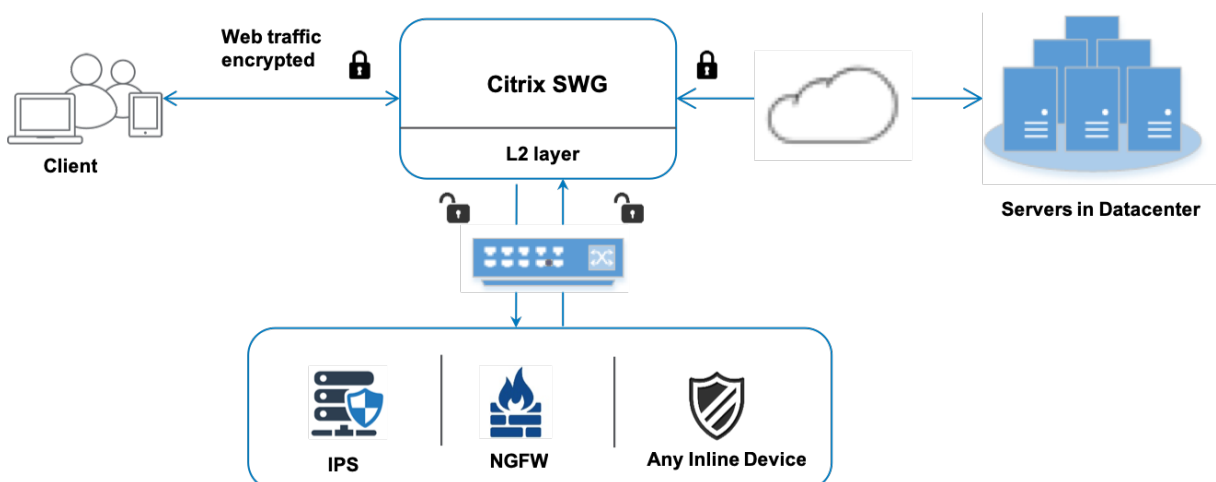 Web traffic
encrypted
Citrix SWG
L2 layer
Client
Servers in Datacenter
IPS
NGFW
Any Inline Device